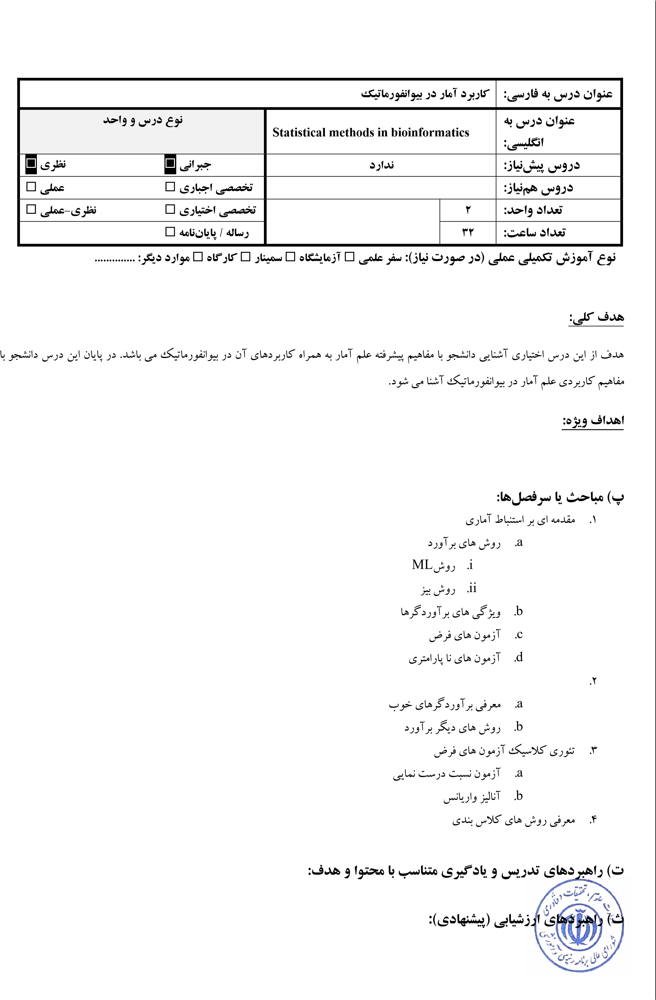 عنوان درس به فارسی: کاربرد آمار در بیوانفورماتیک
عنوان درس به انگلیسی: Statistical methods in bioinformatics
نوع درس و واحد
دروس پیش‌نیاز: ندارد جبرانی ▣ نظری ▣
دروس هم‌نیاز: تخصصی اجباری ☐ عملی ☐
تعداد واحد: ۲ تخصصی اختیاری ☐ نظری-عملی ☐
تعداد ساعت: ۳۲ رساله / پایان‌نامه ☐
نوع آموزش تکمیلی عملی (در صورت نیاز): سفر علمی ☐ آزمایشگاه ☐ سمینار ☐ کارگاه ☐ موارد دیگر: ..............
هدف کلی:
هدف از این درس اختیاری آشنایی دانشجو با مفاهیم پیشرفته علم آمار به همراه کاربردهای آن در بیوانفورماتیک می باشد. در پایان این درس دانشجو با
مفاهیم کاربردی علم آمار در بیوانفورماتیک آشنا می شود.
اهداف ویژه:
پ) مباحث یا سرفصل‌ها:
۱. مقدمه ای بر استنباط آماری
a. روش های برآورد
i. روش ML
ii. روش بیز
b. ویژگی های برآوردگرها
c. آزمون های فرض
d. آزمون های نا پارامتری
۲.
a. معرفی برآوردگرهای خوب
b. روش های دیگر برآورد
۳. تئوری کلاسیک آزمون های فرض
a. آزمون نسبت درست نمایی
b. آنالیز واریانس
۴. معرفی روش های کلاس بندی
ت) راهبردهای تدریس و یادگیری متناسب با محتوا و هدف:
ث) راهبردهای ارزشیابی (پیشنهادی):
وزارت علوم، تحقیقات و فنآوری
شورای عالی برنامه ریزی آموزشی